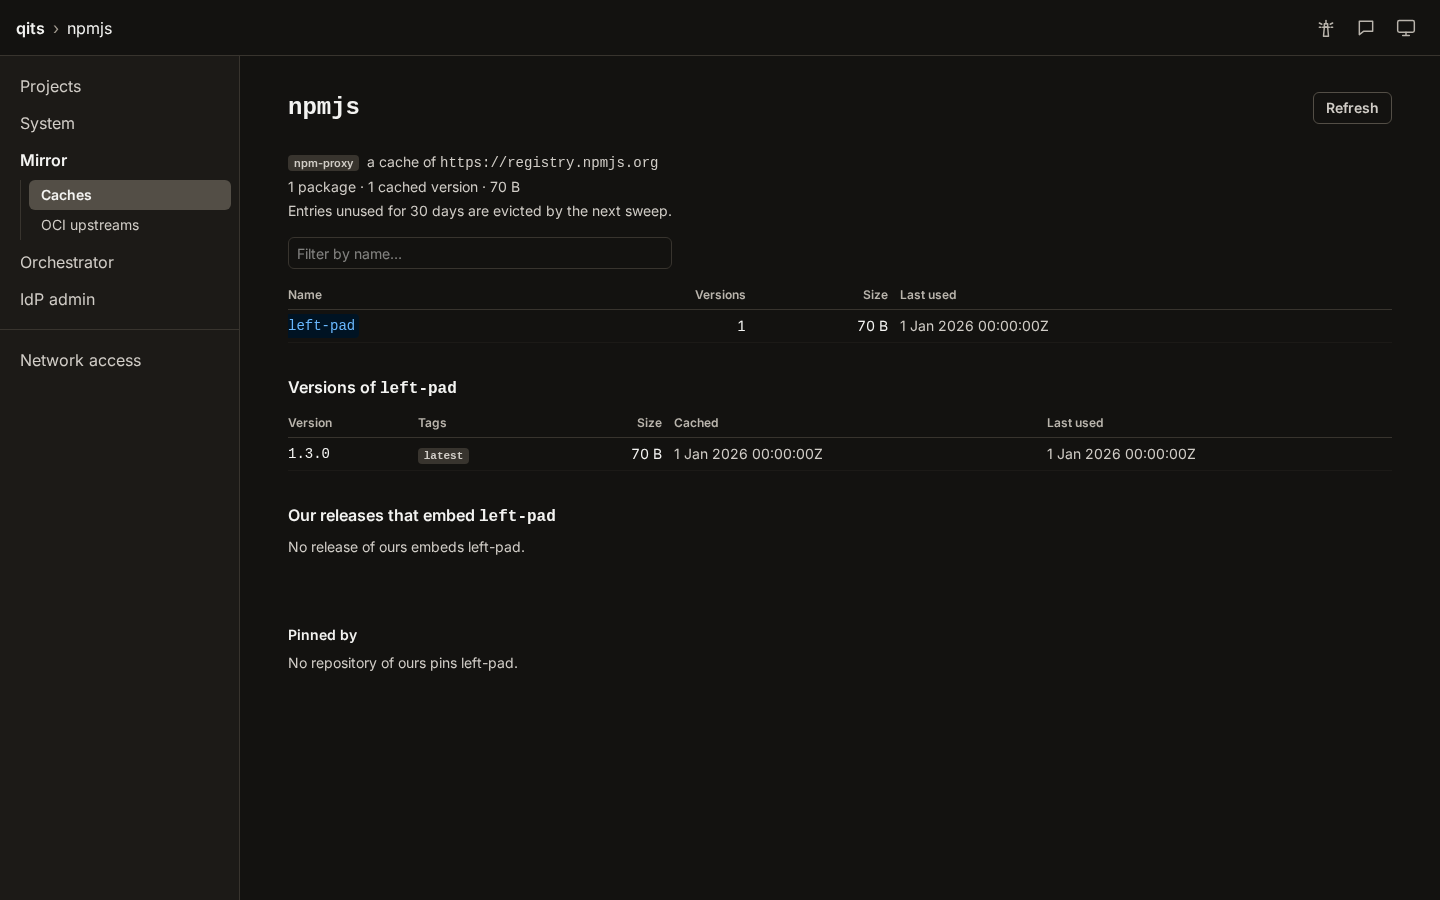 qits › npmjs
Projects
System
Mirror
Caches
OCI upstreams
Orchestrator
IdP admin
Network access
npmjs
Refresh
npm-proxy a cache of https://registry.npmjs.org
1 package · 1 cached version · 70 B
Entries unused for 30 days are evicted by the next sweep.
Filter by name...
Name Versions Size Last used
left-pad 1 70 B 1 Jan 2026 00:00:00Z
Versions of left-pad
Version Tags Size Cached Last used
1.3.0 latest 70 B 1 Jan 2026 00:00:00Z 1 Jan 2026 00:00:00Z
Our releases that embed left-pad
No release of ours embeds left-pad.
Pinned by
No repository of ours pins left-pad.